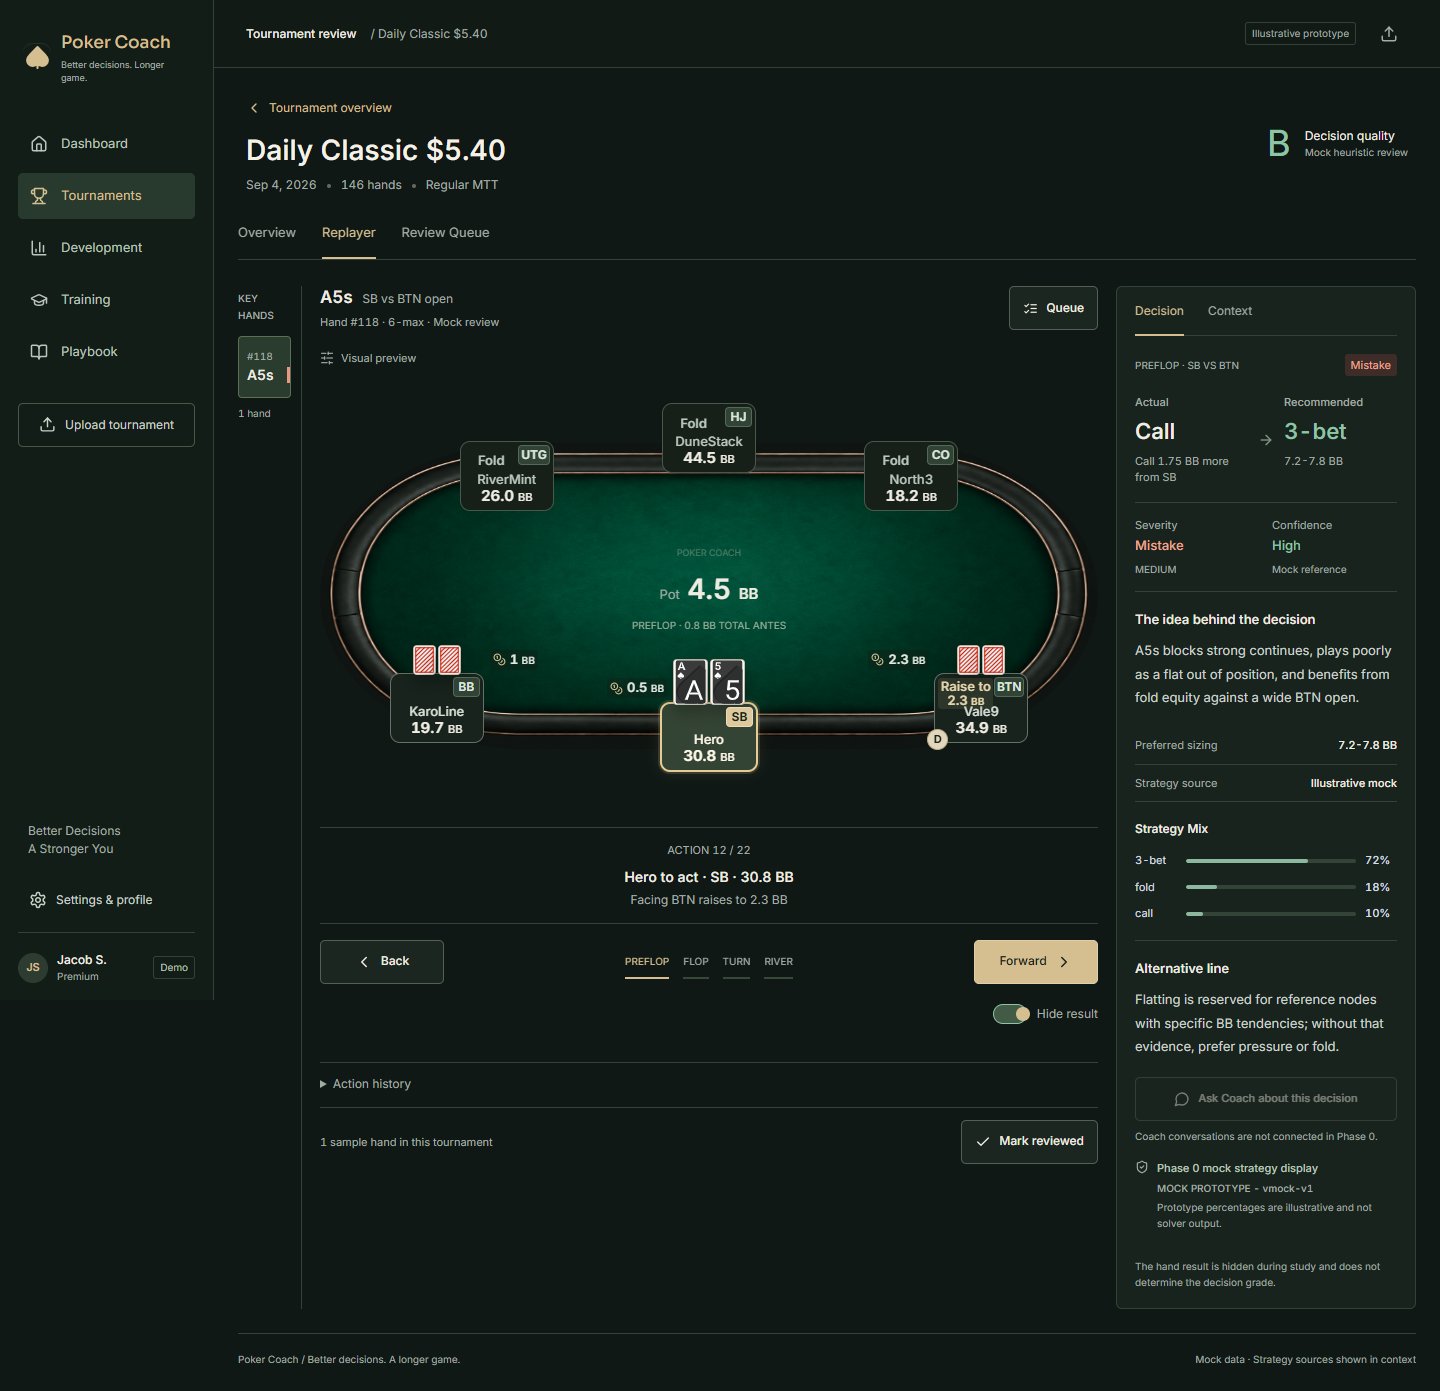 Poker Coach
Better decisions. Longer
game.
Dashboard
Tournaments
Development
Training
Playbook
Upload tournament
Better Decisions
A Stronger You
Settings & profile
JS
Jacob S.
Premium
Demo
Tournament review / Daily Classic $5.40
Illustrative prototype
Tournament overview
Daily Classic $5.40
Sep 4, 2026 • 146 hands • Regular MTT
B
Decision quality
Mock heuristic review
Overview
Replayer
Review Queue
KEY
HANDS
#118
A5s
1 hand
A5s SB vs BTN open
Hand #118 · 6-max · Mock review
Queue
Visual preview
Fold HJ
DuneStack
44.5 BB
Fold UTG
RiverMint
26.0 BB
Fold CO
North3
18.2 BB
POKER COACH
Pot 4.5 BB
PREFLOP · 0.8 BB TOTAL ANTES
1 BB
2.3 BB
0.5 BB
A
A
5
5
BB
KaroLine
19.7 BB
SB
Hero
30.8 BB
Raise to BTN
2.3 BB
Vale9
34.9 BB
D
ACTION 12 / 22
Hero to act · SB · 30.8 BB
Facing BTN raises to 2.3 BB
Back
PREFLOP
FLOP
TURN
RIVER
Forward
Hide result
Action history
1 sample hand in this tournament
Mark reviewed
Decision
Context
PREFLOP · SB VS BTN
Mistake
Actual
Recommended
Call
3-bet
Call 1.75 BB more
from SB
7.2-7.8 BB
Severity
Confidence
Mistake
High
MEDIUM
Mock reference
The idea behind the decision
A5s blocks strong continues, plays poorly
as a flat out of position, and benefits from
fold equity against a wide BTN open.
Preferred sizing 7.2-7.8 BB
Strategy source Illustrative mock
Strategy Mix
3-bet 72%
fold 18%
call 10%
Alternative line
Flatting is reserved for reference nodes
with specific BB tendencies; without that
evidence, prefer pressure or fold.
Ask Coach about this decision
Coach conversations are not connected in Phase 0.
Phase 0 mock strategy display
MOCK PROTOTYPE - vmock-v1
Prototype percentages are illustrative and not
solver output.
The hand result is hidden during study and does not
determine the decision grade.
Poker Coach / Better decisions. A longer game.
Mock data · Strategy sources shown in context